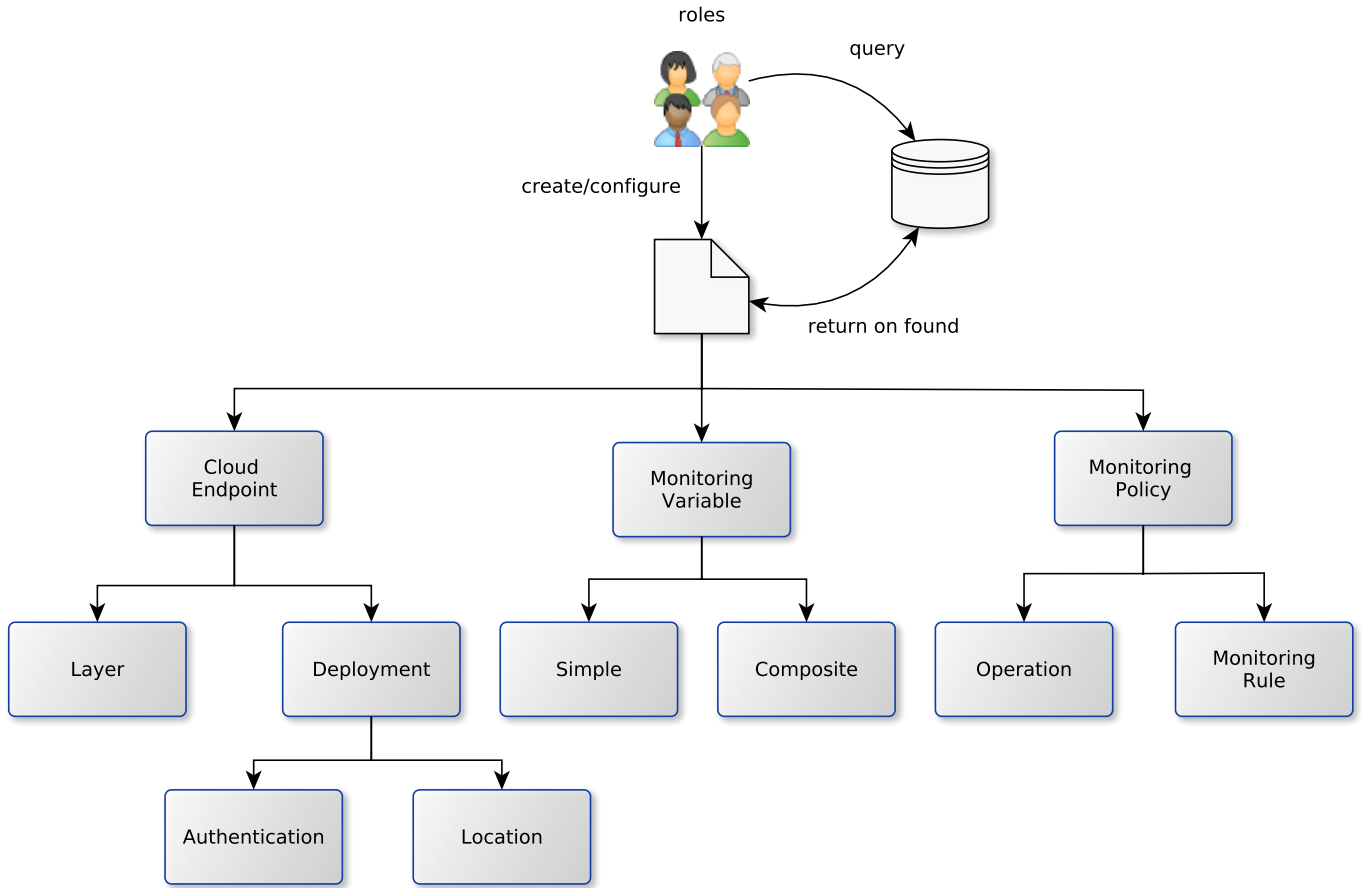 roles
query
create/configure
return on found
Cloud
Endpoint
Monitoring
Variable
Monitoring
Policy
Layer
Deployment
Simple
Composite
Operation
Monitoring
Rule
Authentication
Location